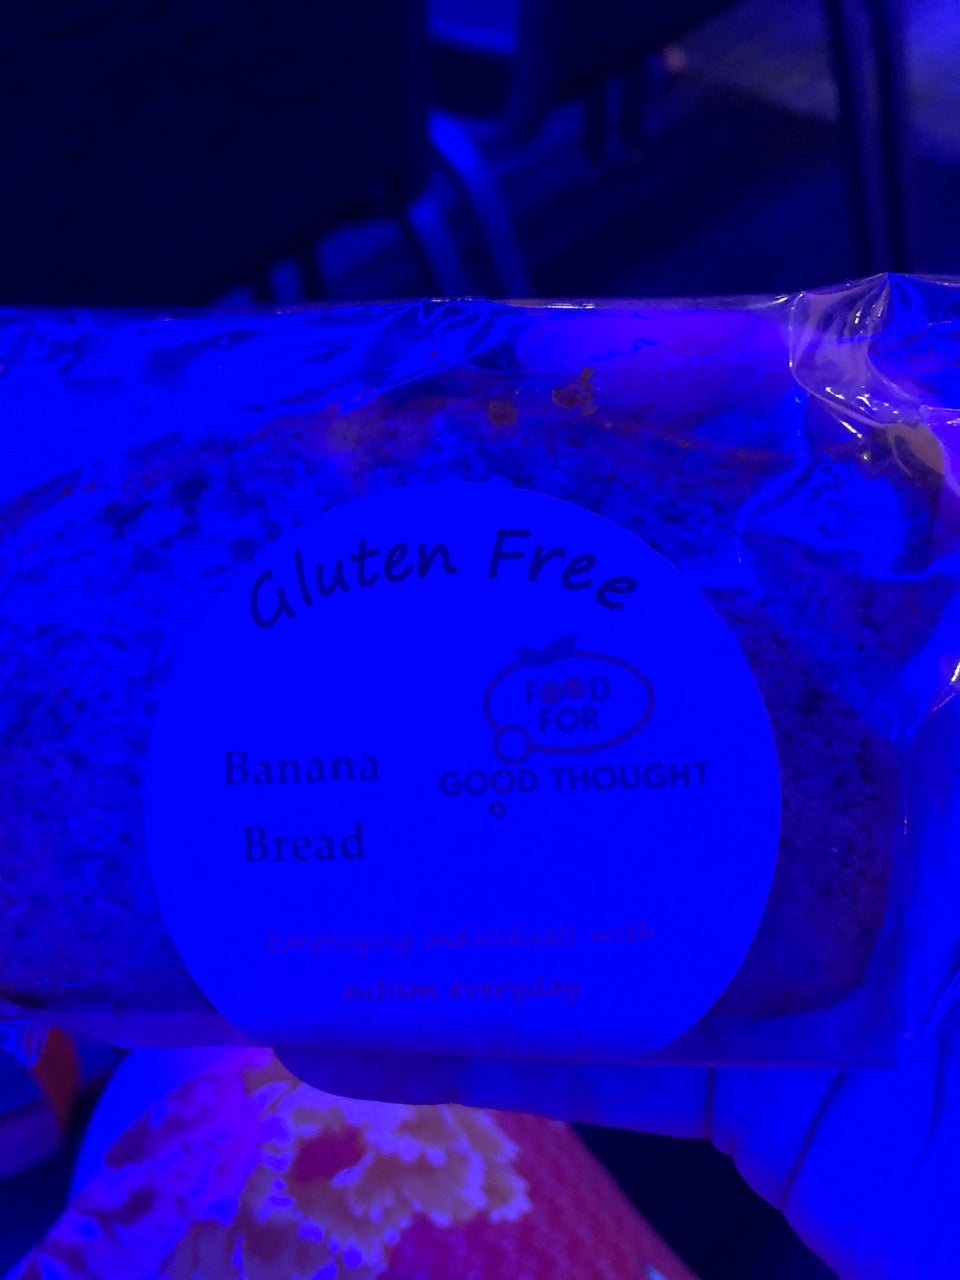 Gluten Free
FOOD
FOR
GOOD THOUGHT
Banana
Bread
Employing individuals with
autism everyday